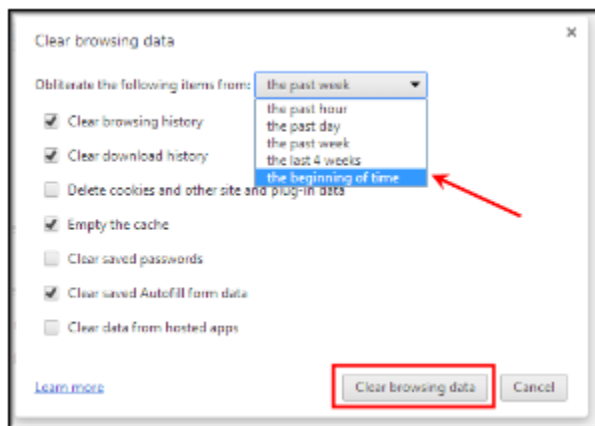 Clear browsing data
Obliterate the following items from: the past week
the past hour
the past day
the past week
the last 4 weeks
the beginning of time
Clear browsing history
Clear download history
Delete cookies and other site and plug-in data
Empty the cache
Clear saved passwords
Clear saved Autofill form data
Clear data from hosted apps
Learn more Clear browsing data Cancel